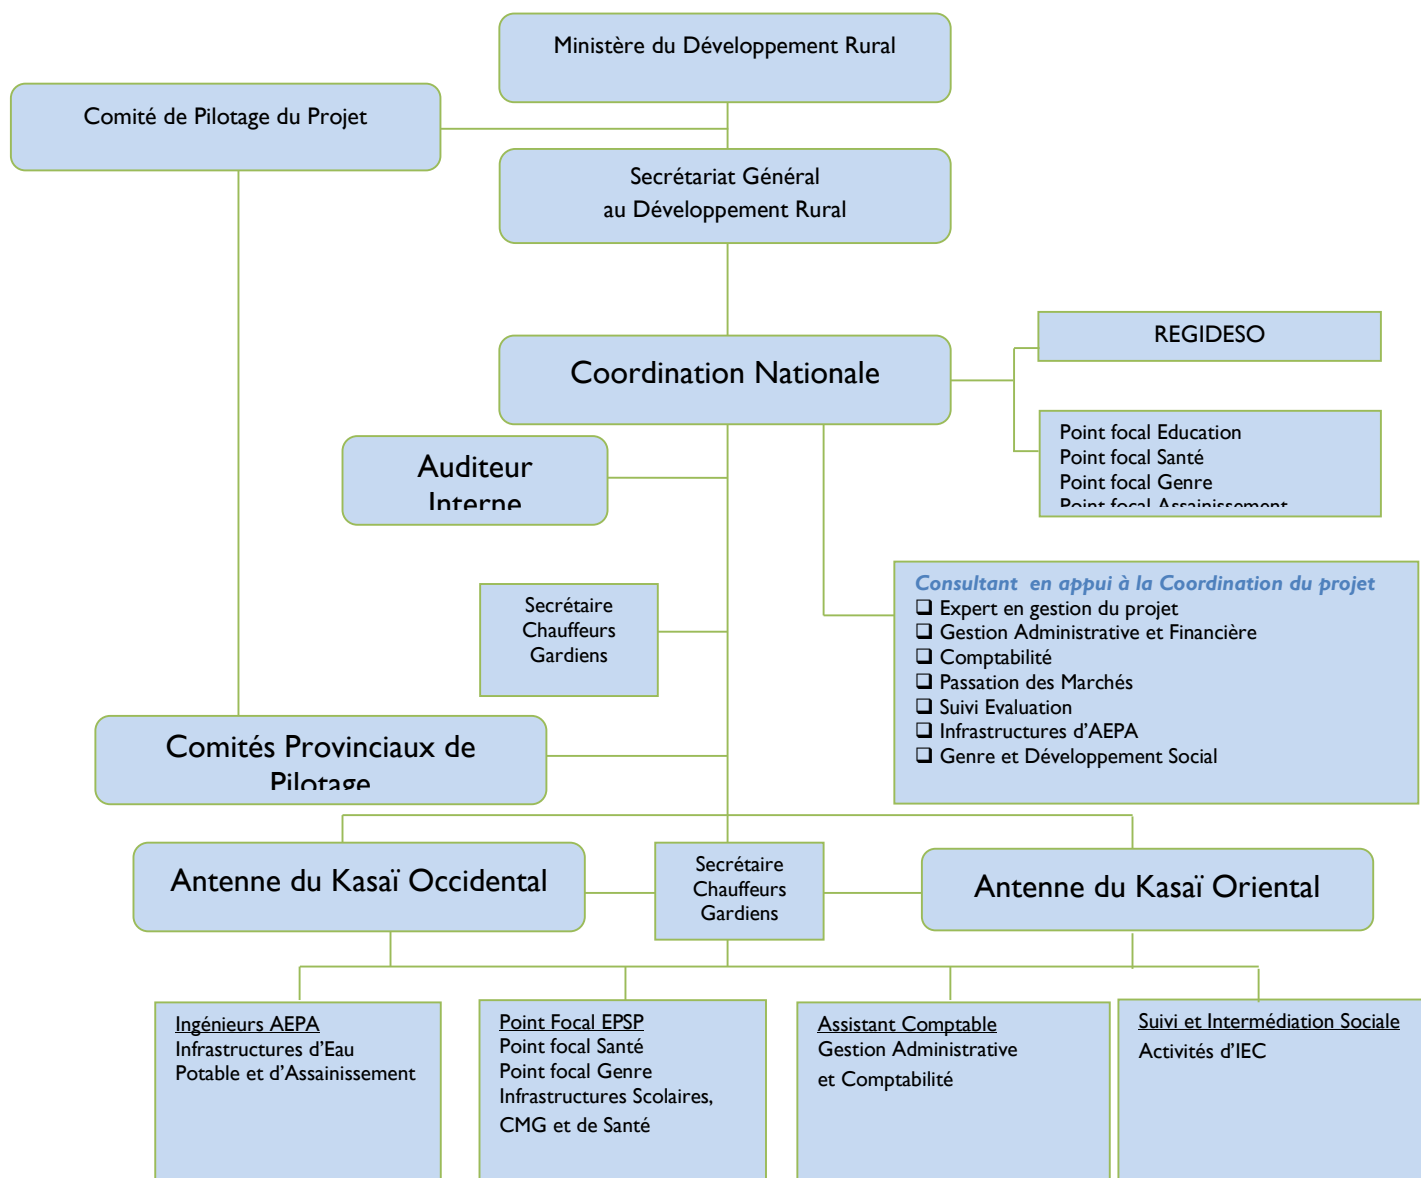 Ministère du Développement Rural
Comité de Pilotage du Projet
Secrétariat Général
au Développement Rural
REGIDESO
Coordination Nationale
Point focal Education
Point focal Santé
Point focal Genre
Point focal Assainissement
Auditeur
Interne
Consultant en appui à la Coordination du projet
❑ Expert en gestion du projet
❑ Gestion Administrative et Financière
❑ Comptabilité
❑ Passation des Marchés
❑ Suivi Evaluation
❑ Infrastructures d’AEPA
❑ Genre et Développement Social
Secrétaire
Chauffeurs
Gardiens
Comités Provinciaux de
Pilotage
Antenne du Kasaï Occidental
Secrétaire
Chauffeurs
Gardiens
Antenne du Kasaï Oriental
Ingénieurs AEPA
Infrastructures d’Eau
Potable et d’Assainissement
Point Focal EPSP
Point focal Santé
Point focal Genre
Infrastructures Scolaires,
CMG et de Santé
Assistant Comptable
Gestion Administrative
et Comptabilité
Suivi et Intermédiation Sociale
Activités d’IEC